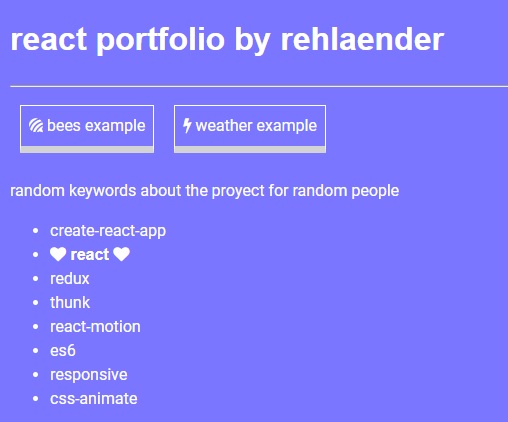 react portfolio by rehlaender
bees example
weather example
random keywords about the proyect for random people
create-react-app
react
redux
thunk
react-motion
es6
responsive
css-animate